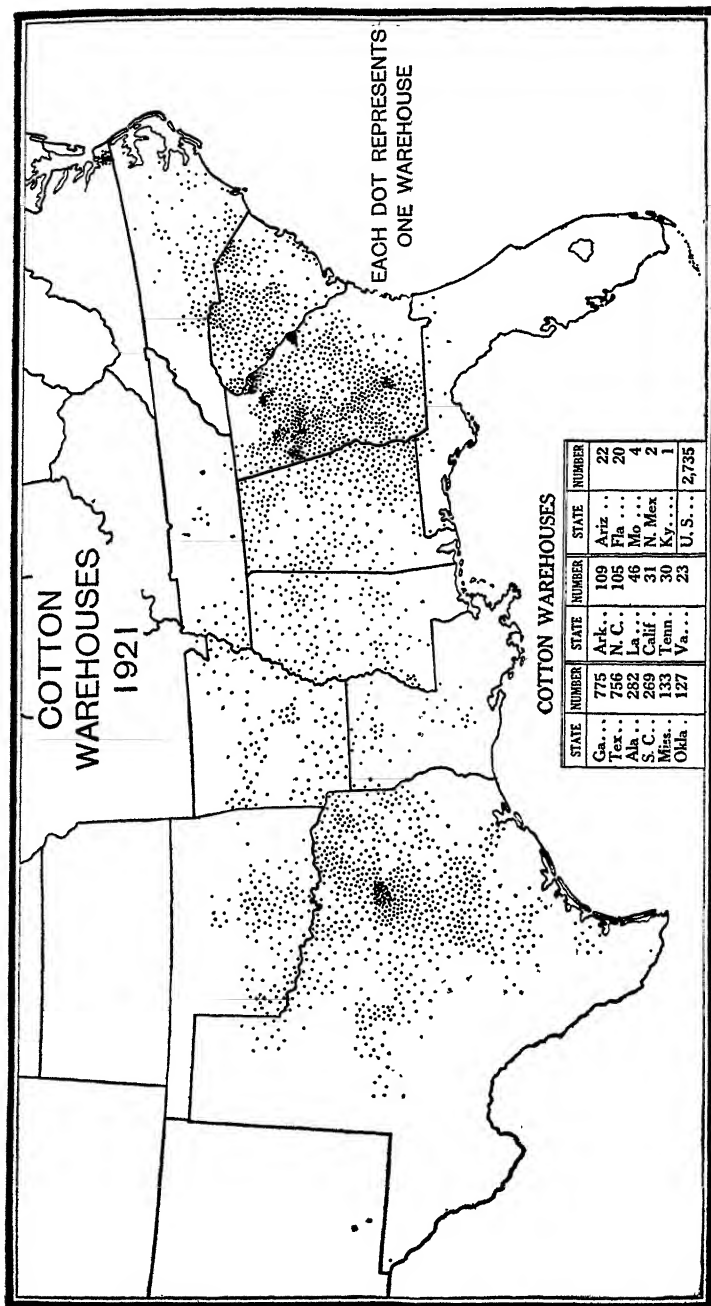 COTTON
WAREHOUSES
1921
EACH DOT REPRESENTS
ONE WAREHOUSE
COTTON WAREHOUSES
STATE NUMBER STATE NUMBER STATE NUMBER
Ga... 775 Ark.. 109 Ariz .. 22
Tex.. 756 N. C.. 105 Fla .... 20
Ala .. 282 La... 46 Mo ... 4
S. C.. 269 Calif . 31 N. Mex 2
Miss.. 133 Tenn. 30 Ky.... 1
Okla 127 Va... 23 U. S... 2,735